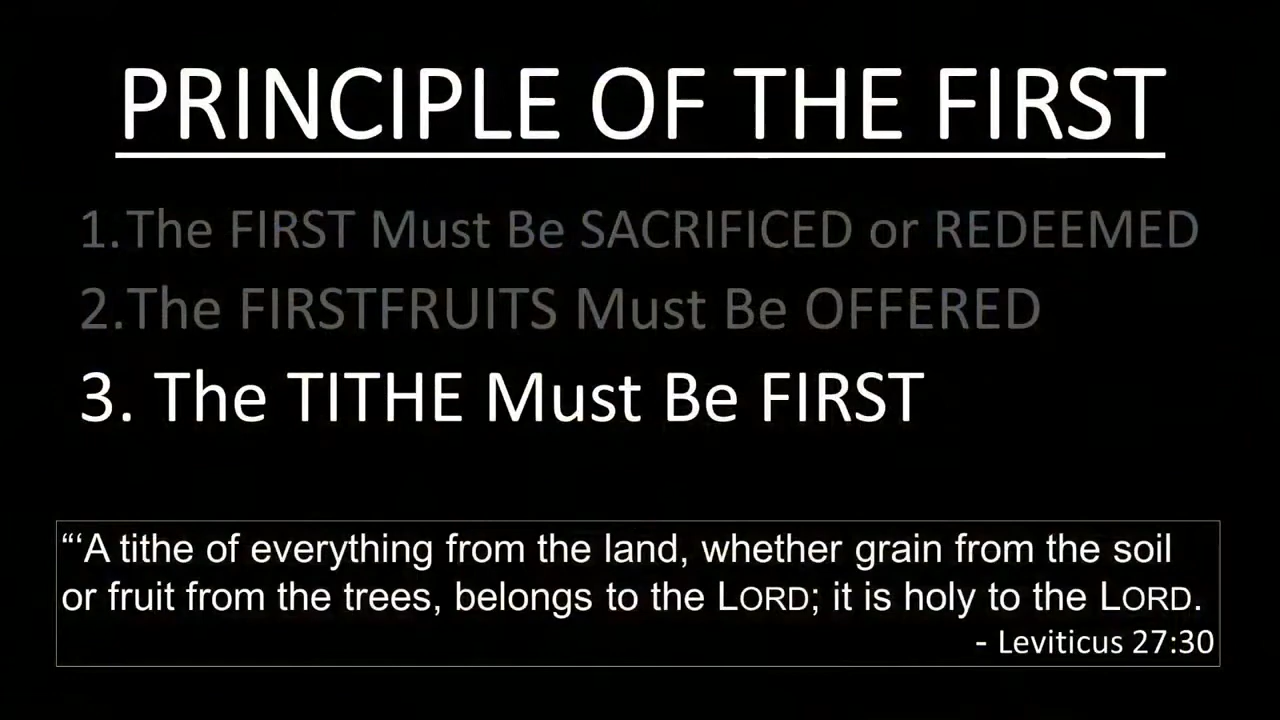 PRINCIPLE OF THE FIRST
1.The FIRST Must Be SACRIFICED or REDEEMED
2.The FIRSTFRUITS Must Be OFFERED
3. The TITHE Must Be FIRST
“‘A tithe of everything from the land, whether grain from the soil
or fruit from the trees, belongs to the LORD; it is holy to the LORD.
- Leviticus 27:30